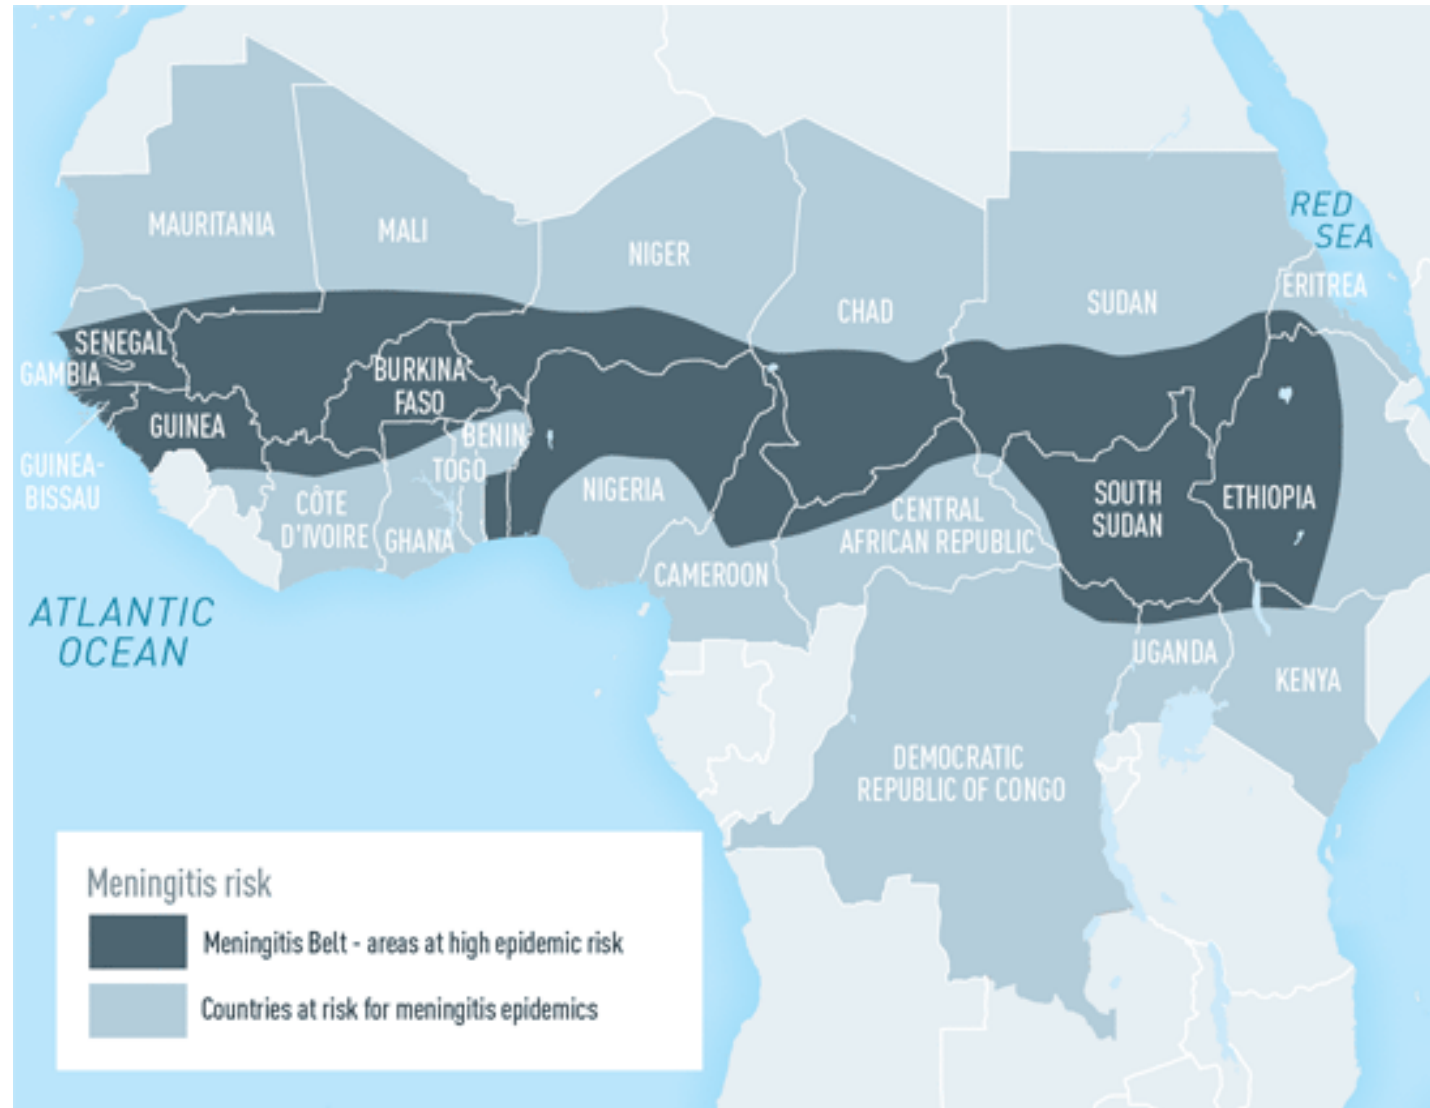 MAURITANIA
MALI
NIGER
CHAD
SUDAN
RED
SEA
ERITREA
SENEGAL
GAMBIA
BURKINA
FASO
GUINEA
GUINEA-
BISSAU
BENIN
TOGO
CÔTE
D'IVOIRE
GHANA
NIGERIA
CAMEROON
CENTRAL
AFRICAN REPUBLIC
SOUTH
SUDAN
ETHIOPIA
UGANDA
KENYA
DEMOCRATIC
REPUBLIC OF CONGO
ATLANTIC
OCEAN
Meningitis risk
Meningitis Belt - areas at high epidemic risk
Countries at risk for meningitis epidemics